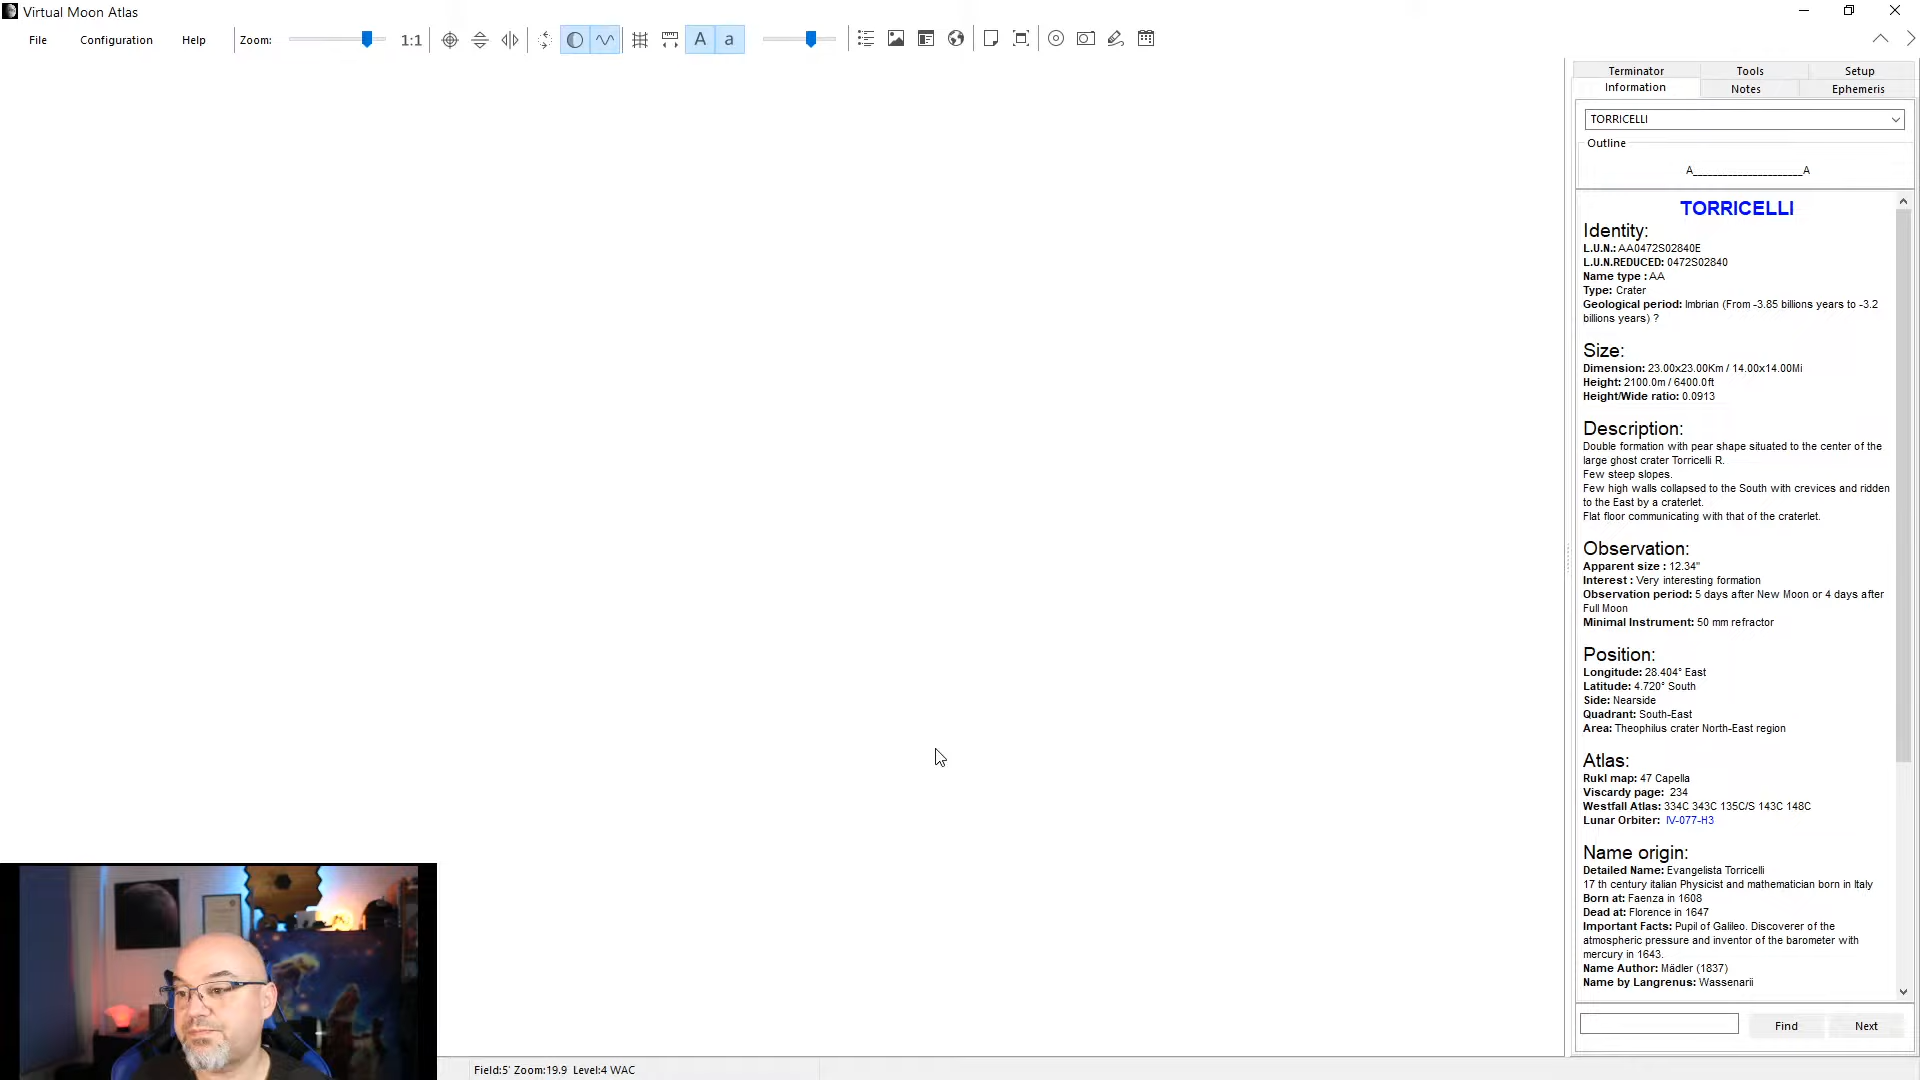 Virtual Moon Atlas
File Configuration Help Zoom: 1:1 A a
Terminator Tools Setup
Information Notes Ephemeris
TORRICELLI
Outline
A______________________A
TORRICELLI
Identity:
L.U.N.: AA0472S02840E
L.U.N.REDUCED: 0472S02840
Name type : AA
Type: Crater
Geological period: Imbrian (From -3.85 billions years to -3.2
billions years) ?
Size:
Dimension: 23.00x23.00Km / 14.00x14.00Mi
Height: 2100.0m / 6400.0ft
Height/Wide ratio: 0.0913
Description:
Double formation with pear shape situated to the center of the
large ghost crater Torricelli R.
Few steep slopes.
Few high walls collapsed to the South with crevices and ridden
to the East by a craterlet.
Flat floor communicating with that of the craterlet.
Observation:
Apparent size : 12.34"
Interest : Very interesting formation
Observation period: 5 days after New Moon or 4 days after
Full Moon
Minimal Instrument: 50 mm refractor
Position:
Longitude: 28.404° East
Latitude: 4.720° South
Side: Nearside
Quadrant: South-East
Area: Theophilus crater North-East region
Atlas:
Rukl map: 47 Capella
Viscardy page: 234
Westfall Atlas: 334C 343C 135C/S 143C 148C
Lunar Orbiter: IV-077-H3
Name origin:
Detailed Name: Evangelista Torricelli
17 th century italian Physicist and mathematician born in Italy
Born at: Faenza in 1608
Dead at: Florence in 1647
Important Facts: Pupil of Galileo. Discoverer of the
atmospheric pressure and inventor of the barometer with
mercury in 1643.
Name Author: Mädler (1837)
Name by Langrenus: Wassenarii
Find Next
Field:5' Zoom:19.9 Level:4 WAC